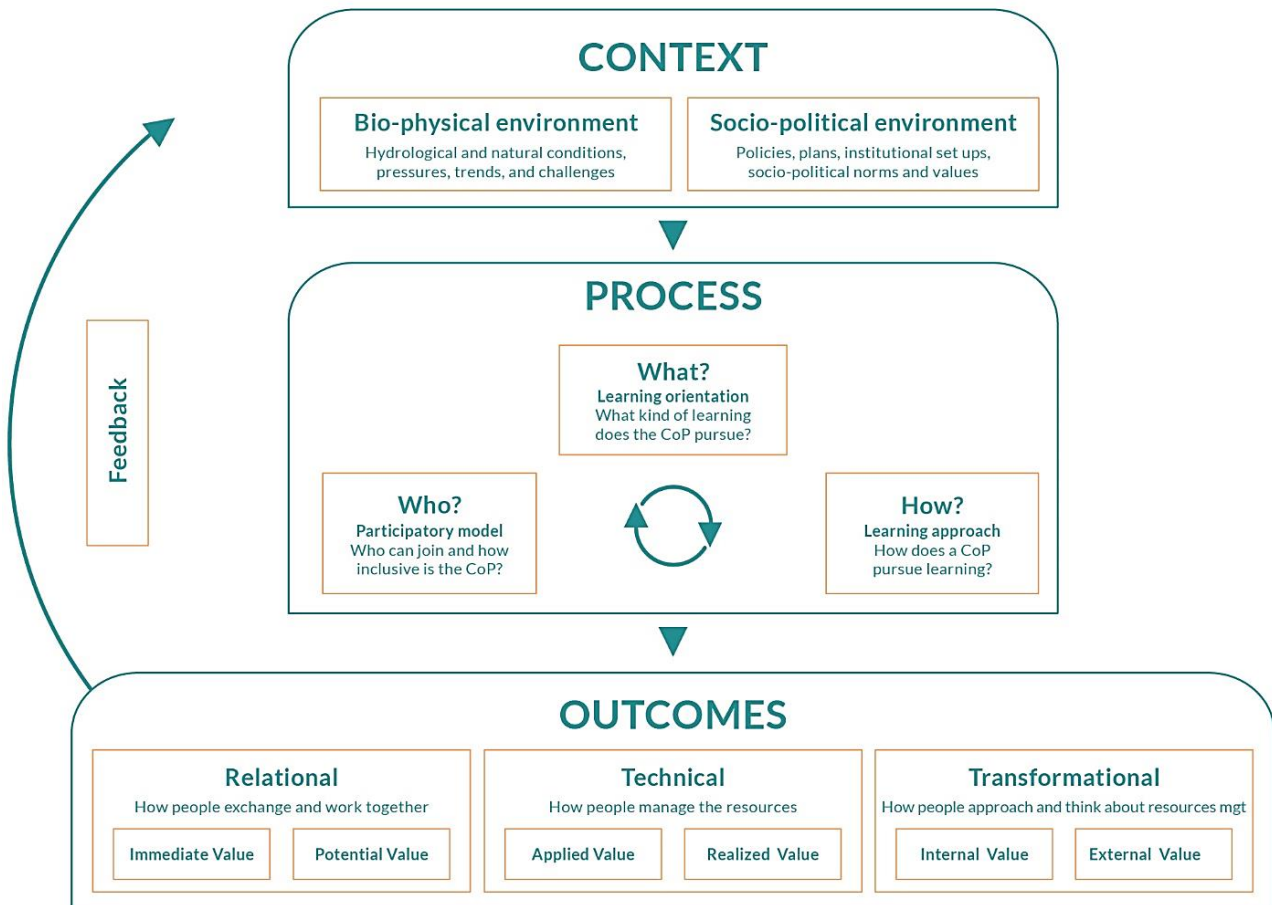 CONTEXT
Bio-physical environment
Hydrological and natural conditions,
pressures, trends, and challenges
Socio-political environment
Policies, plans, institutional set ups,
socio-political norms and values
PROCESS
What?
Learning orientation
What kind of learning
does the CoP pursue?
Who?
Participatory model
Who can join and how
inclusive is the CoP?
How?
Learning approach
How does a CoP
pursue learning?
Feedback
OUTCOMES
Relational
How people exchange and work together
Immediate Value
Potential Value
Technical
How people manage the resources
Applied Value
Realized Value
Transformational
How people approach and think about resources mgt
Internal Value
External Value